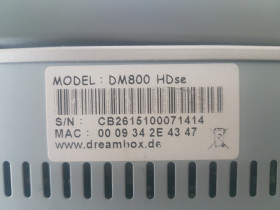 MODEL : DM800 HDse
S/N : CB2615100071414
MAC : 00 09 34 2E 43 47
www.dreambox.de